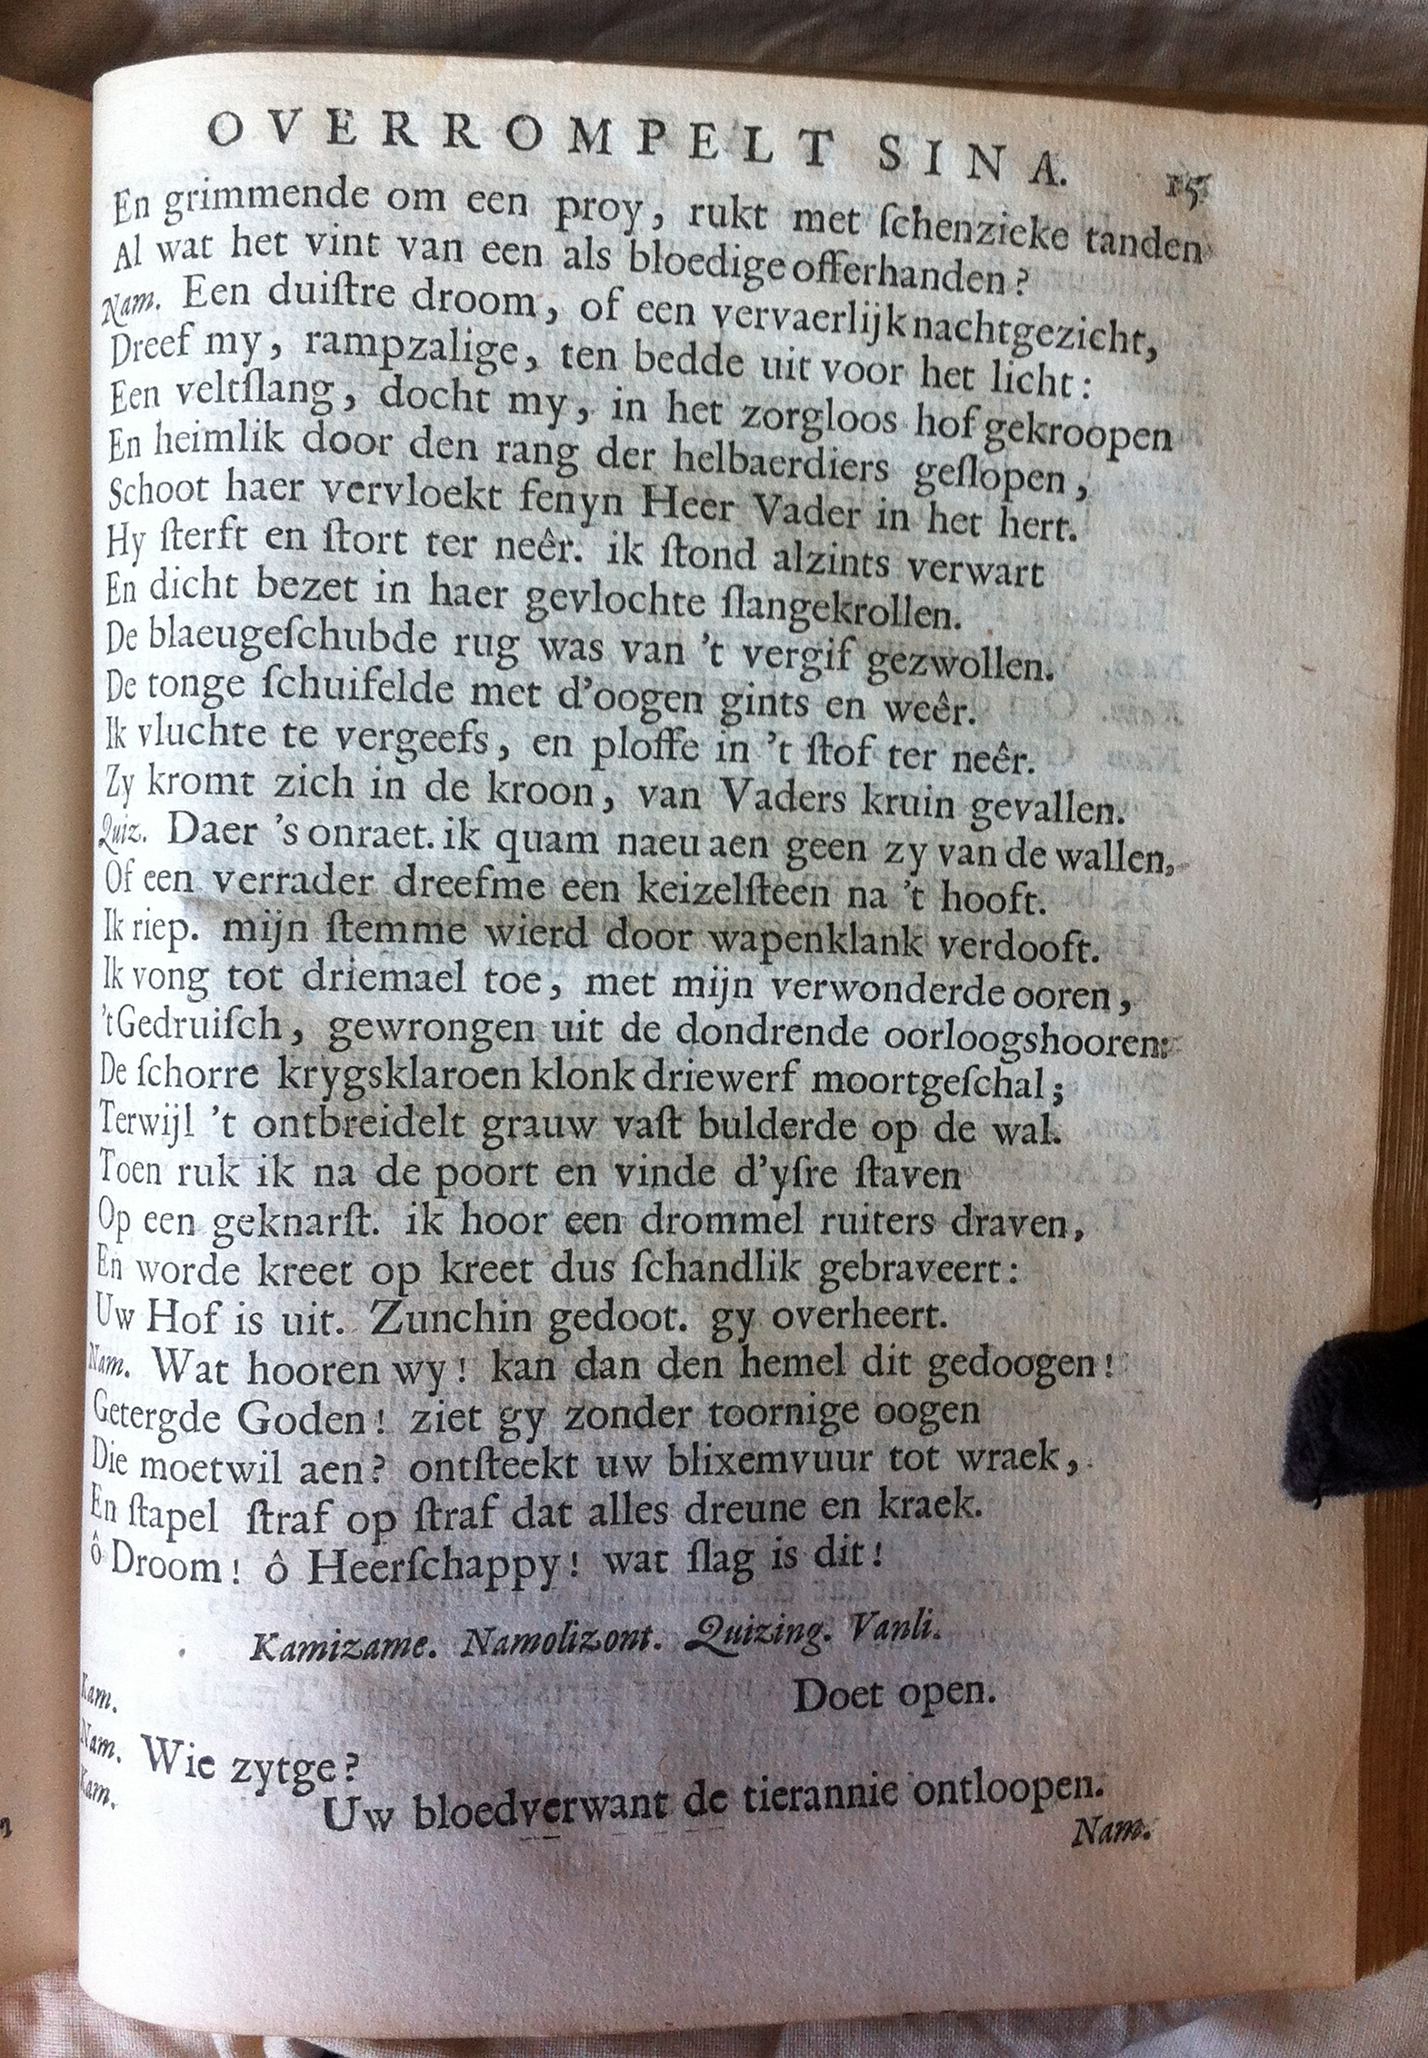 OVERROMPELT SINA. 15
En grimmende om een proy, rukt met ſchenzieke tanden
Al wat het vint van een als bloedige offerhanden?
Nam. Een duiſtre droom, of een vervaerlijk nachtgezicht,
Dreef my, rampzalige, ten bedde uit voor het licht:
Een veltſlang, docht my, in het zorgloos hof gekroopen
En heimlik door den rang der helbaerdiers geſlopen,
Schoot haer vervloekt fenyn Heer Vader in het hert.
Hy ſterft en ſtort ter neêr. ik ſtond alzints verwart
En dicht bezet in haer gevlochte ſlangekrollen.
De blaeugeſchubde rug was van 't vergif gezwollen.
De tonge ſchuifelde met d'oogen gints en weêr.
Ik vluchte te vergeefs, en ploffe in 't ſtof ter neêr.
Zy kromt zich in de kroon, van Vaders kruin gevallen.
Quiz. Daer 's onraet. ik quam naeu aen geen zy van de wallen,
Of een verrader dreefme een keizelſteen na 't hooft.
Ik riep. mijn ſtemme wierd door wapenklank verdooft.
Ik vong tot driemael toe, met mijn verwonderde ooren,
't Gedruiſch, gewrongen uit de dondrende oorloogshooren:
De ſchorre krygsklaroen klonk driewerf moortgeſchal;
Terwijl 't ontbreidelt grauw vaſt bulderde op de wal.
Toen ruk ik na de poort en vinde d'yſre ſtaven
Op een geknarſt. ik hoor een drommel ruiters draven,
En worde kreet op kreet dus ſchandlik gebraveert:
Uw Hof is uit. Zunchin gedoot. gy overheert.
Nam. Wat hooren wy! kan dan den hemel dit gedoogen!
Getergde Goden! ziet gy zonder toornige oogen
Die moetwil aen? ontſteekt uw blixemvuur tot wraek,
En ſtapel ſtraf op ſtraf dat alles dreune en kraek.
ô Droom! ô Heerſchappy! wat ſlag is dit!
Kamizame. Namolizont. Quizing. Vanli.
Kam. Doet open.
Nam. Wie zytge?
Kam. Uw bloedverwant de tierannie ontloopen.
Nam.